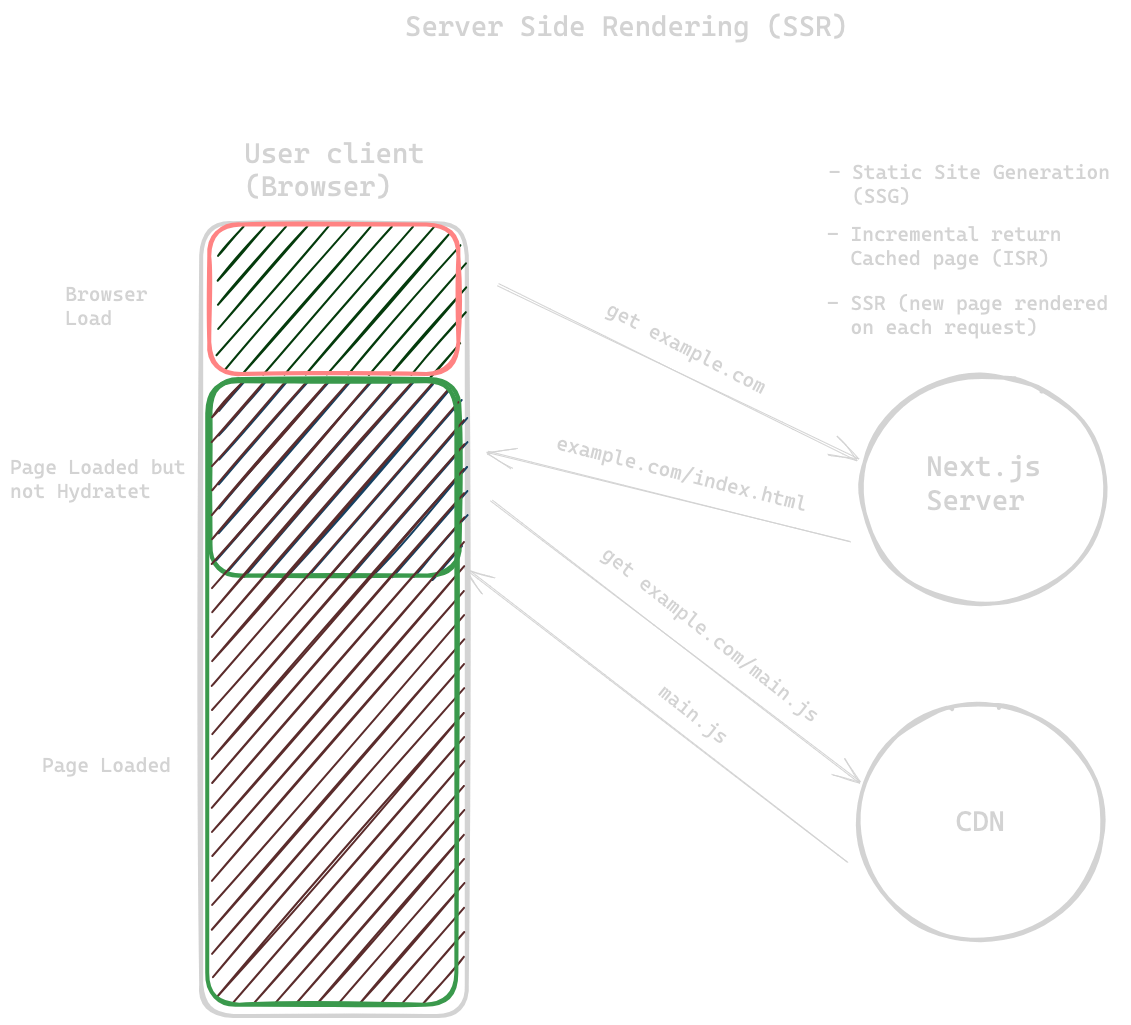 Server Side Rendering (SSR)
User client
(Browser)
- Static Site Generation
(SSG)
- Incremental return
Cached page (ISR)
- SSR (new page rendered
on each request)
Browser
Load
get example.com
Page Loaded but
not Hydratet
example.com/index.html
Next.js
Server
get example.com/main.js
main.js
Page Loaded
CDN